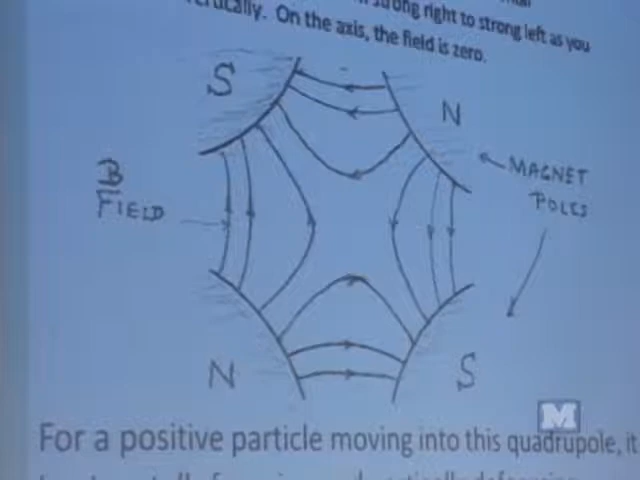 strong right to strong left as you
vertically. On the axis, the field is zero.
S
N
B
FIELD
MAGNET
POLES
N
S
M
For a positive particle moving into this quadrupole, it